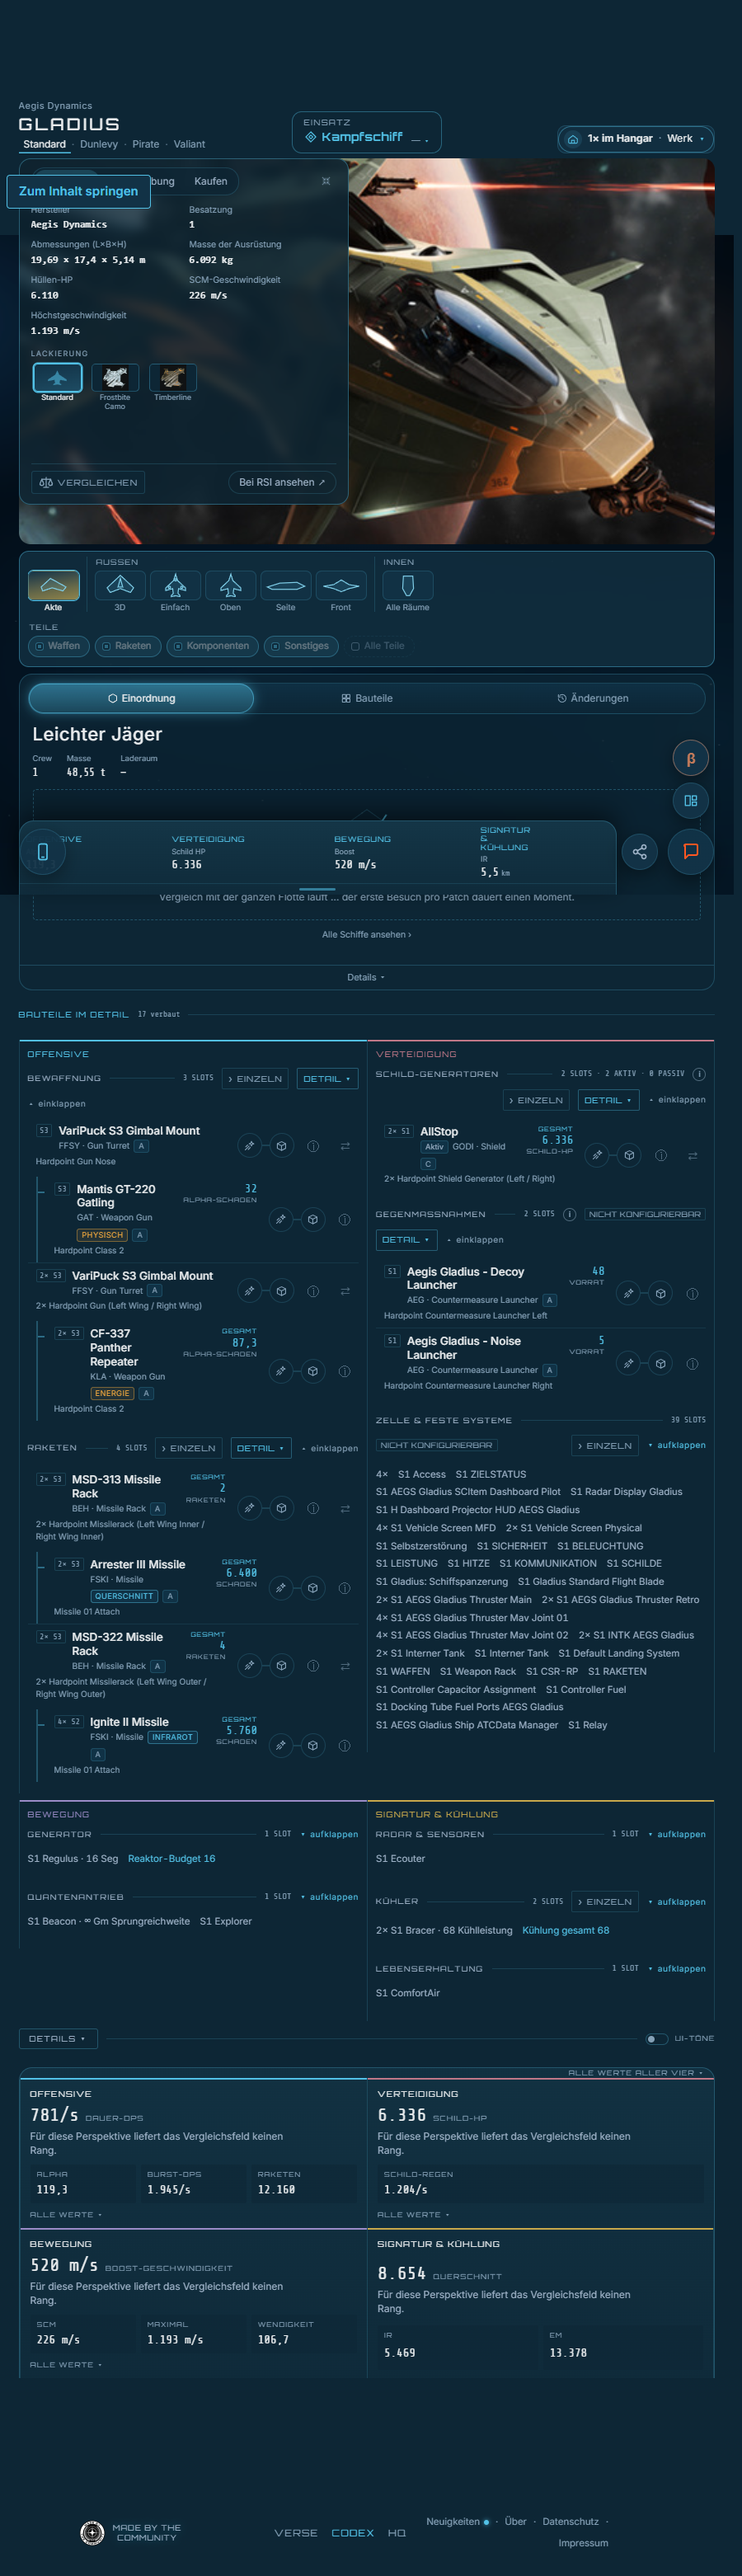 Aegis Dynamics
GLADIUS
Standard · Dunlevy · Pirate · Valiant
EINSATZ
Kampfschiff
1× im Hangar · Werk
Zum Inhalt springen
bung Kaufen
Hersteller
Aegis Dynamics
Besatzung
1
Abmessungen (L×B×H)
19,69 × 17,4 × 5,14 m
Masse der Ausrüstung
6.092 kg
Hüllen-HP
6.110
SCM-Geschwindigkeit
226 m/s
Höchstgeschwindigkeit
1.193 m/s
LACKIERUNG
Standard
Frostbite
Camo
Timberline
VERGLEICHEN
Bei RSI ansehen ↗
AUSSEN
INNEN
Akte
3D
Einfach
Oben
Seite
Front
Alle Räume
TEILE
Waffen
Raketen
Komponenten
Sonstiges
Alle Teile
Einordnung
Bauteile
Änderungen
Leichter Jäger
Crew
1
Masse
48,55 t
Laderaum
–
β
SIVE
VERTEIDIGUNG
Schild HP
6.336
BEWEGUNG
Boost
520 m/s
SIGNATUR
&
KÜHLUNG
IR
5,5 km
Vergleich mit der ganzen Flotte läuft … der erste Besuch pro Patch dauert einen Moment.
Alle Schiffe ansehen ›
Details
BAUTEILE IM DETAIL 17 verbaut
OFFENSIVE
BEWAFFNUNG 3 SLOTS › EINZELN DETAIL
einklappen
S3 VariPuck S3 Gimbal Mount
FFSY · Gun Turret A
Hardpoint Gun Nose
S3 Mantis GT-220
Gatling
GAT · Weapon Gun
PHYSISCH A
32
ALPHA-SCHADEN
Hardpoint Class 2
2× S3 VariPuck S3 Gimbal Mount
FFSY · Gun Turret A
2× Hardpoint Gun (Left Wing / Right Wing)
2× S3 CF-337
Panther
Repeater
KLA · Weapon Gun
ENERGIE A
GESAMT
87,3
ALPHA-SCHADEN
Hardpoint Class 2
RAKETEN 4 SLOTS › EINZELN DETAIL einklappen
2× S3 MSD-313 Missile
Rack
BEH · Missile Rack A
GESAMT
2
RAKETEN
2× Hardpoint Missilerack (Left Wing Inner /
Right Wing Inner)
2× S3 Arrester III Missile
FSKI · Missile
QUERSCHNITT A
GESAMT
6.400
SCHADEN
Missile 01 Attach
2× S3 MSD-322 Missile
Rack
BEH · Missile Rack A
GESAMT
4
RAKETEN
2× Hardpoint Missilerack (Left Wing Outer /
Right Wing Outer)
4× S2 Ignite II Missile
FSKI · Missile INFRAROT
A
GESAMT
5.760
SCHADEN
Missile 01 Attach
VERTEIDIGUNG
SCHILD-GENERATOREN 2 SLOTS · 2 AKTIV · 0 PASSIV
› EINZELN DETAIL einklappen
2× S1 AllStop
Aktiv GODI · Shield
C
GESAMT
6.336
SCHILD-HP
2× Hardpoint Shield Generator (Left / Right)
GEGENMASSNAHMEN 2 SLOTS NICHT KONFIGURIERBAR
DETAIL einklappen
S1 Aegis Gladius - Decoy
Launcher
AEG · Countermeasure Launcher A
48
VORRAT
Hardpoint Countermeasure Launcher Left
S1 Aegis Gladius - Noise
Launcher
AEG · Countermeasure Launcher A
5
VORRAT
Hardpoint Countermeasure Launcher Right
ZELLE & FESTE SYSTEME 39 SLOTS
NICHT KONFIGURIERBAR › EINZELN aufklappen
4× S1 Access S1 ZIELSTATUS
S1 AEGS Gladius SCItem Dashboard Pilot S1 Radar Display Gladius
S1 H Dashboard Projector HUD AEGS Gladius
4× S1 Vehicle Screen MFD 2× S1 Vehicle Screen Physical
S1 Selbstzerstörung S1 SICHERHEIT S1 BELEUCHTUNG
S1 LEISTUNG S1 HITZE S1 KOMMUNIKATION S1 SCHILDE
S1 Gladius: Schiffspanzerung S1 Gladius Standard Flight Blade
2× S1 AEGS Gladius Thruster Main 2× S1 AEGS Gladius Thruster Retro
4× S1 AEGS Gladius Thruster Mav Joint 01
4× S1 AEGS Gladius Thruster Mav Joint 02 2× S1 INTK AEGS Gladius
2× S1 Interner Tank S1 Interner Tank S1 Default Landing System
S1 WAFFEN S1 Weapon Rack S1 CSR-RP S1 RAKETEN
S1 Controller Capacitor Assignment S1 Controller Fuel
S1 Docking Tube Fuel Ports AEGS Gladius
S1 AEGS Gladius Ship ATCData Manager S1 Relay
BEWEGUNG
GENERATOR 1 SLOT aufklappen
S1 Regulus · 16 Seg Reaktor-Budget 16
QUANTENANTRIEB 1 SLOT aufklappen
S1 Beacon · ∞ Gm Sprungreichweite S1 Explorer
SIGNATUR & KÜHLUNG
RADAR & SENSOREN 1 SLOT aufklappen
S1 Ecouter
KÜHLER 2 SLOTS › EINZELN aufklappen
2× S1 Bracer · 68 Kühlleistung Kühlung gesamt 68
LEBENSERHALTUNG 1 SLOT aufklappen
S1 ComfortAir
DETAILS
UI-TÖNE
ALLE WERTE ALLER VIER
OFFENSIVE
781/s DAUER-DPS
Für diese Perspektive liefert das Vergleichsfeld keinen
Rang.
ALPHA
119,3
BURST-DPS
1.945/s
RAKETEN
12.160
ALLE WERTE
VERTEIDIGUNG
6.336 SCHILD-HP
Für diese Perspektive liefert das Vergleichsfeld keinen
Rang.
SCHILD-REGEN
1.204/s
ALLE WERTE
BEWEGUNG
520 m/s BOOST-GESCHWINDIGKEIT
Für diese Perspektive liefert das Vergleichsfeld keinen
Rang.
SCM
226 m/s
MAXIMAL
1.193 m/s
WENDIGKEIT
106,7
ALLE WERTE
SIGNATUR & KÜHLUNG
8.654 QUERSCHNITT
Für diese Perspektive liefert das Vergleichsfeld keinen
Rang.
IR
5.469
EM
13.378
MADE BY THE
COMMUNITY
VERSE CODEX HQ
Neuigkeiten · Über · Datenschutz ·
Impressum